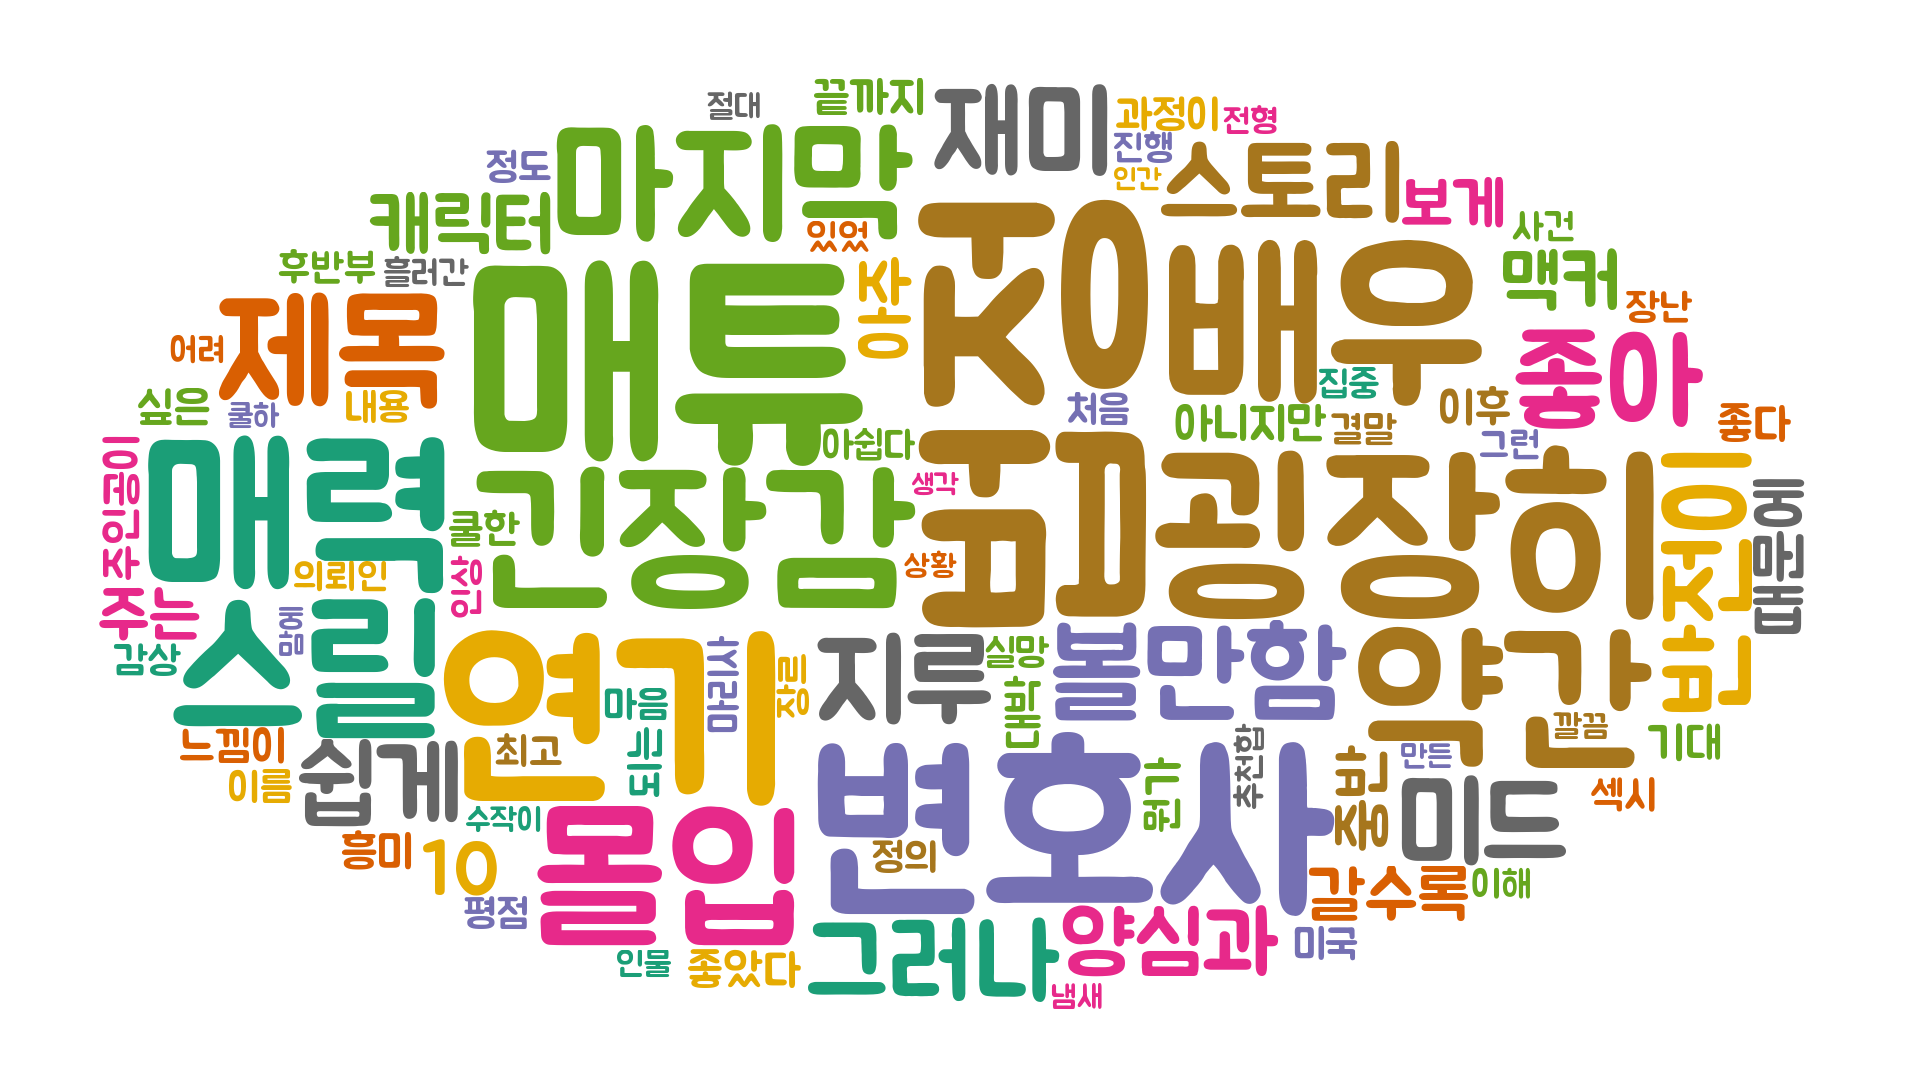 절대
끝까지
재미
과정이
전형
진행
인간
스토리
보게
정도
마지막
캐릭터
있었
사건
맥커
후반부
흘러간
장난
제목
매튜
아주
법정
배우
좋아
어려
집중
싶은
쿨하
내용
처음
아니지만
결말
이후
그런
좋다
주인공이
매력
아쉽다
긴장감
생각
굉장히
반전이
쿨한
의뢰인
인상
상황
주는
감상
스릴
연기
마음
마리사
장르
지루
실망
볼만함
약간
깔끔
기대
느낌이
이름
쉽게
최고
되는
대박
변호사
뭔가
추천함
중반
만든
미드
섹시
흥미
10
수작이
평점
몰입
정의
갈수록
이해
인물
좋았다
그러나
양심과
미국
냄새